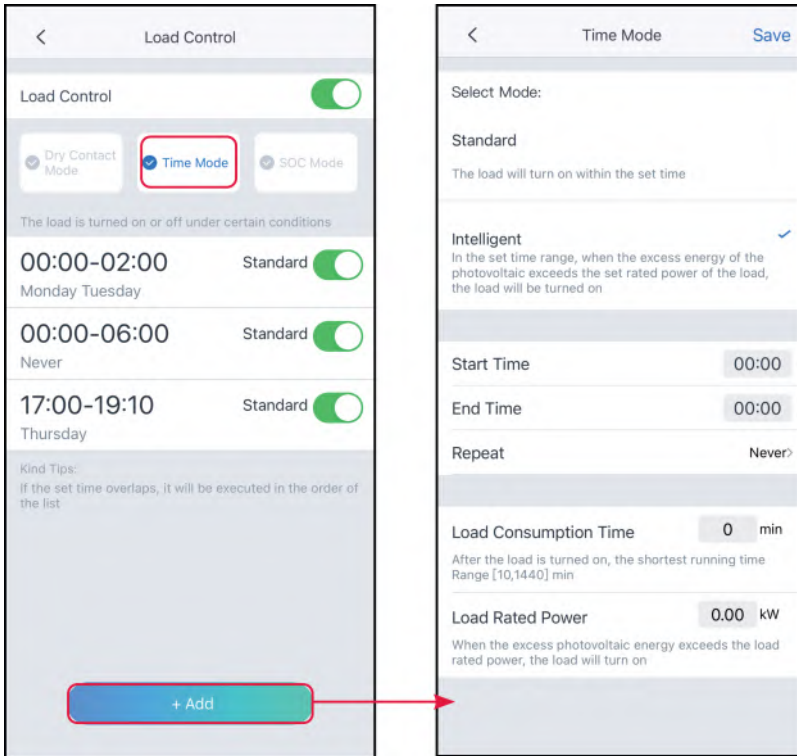 Load Control
Load Control
Dry Contact
Mode
Time Mode
SOC Mode
The load is turned on or off under certain conditions
00:00-02:00
Standard
Monday Tuesday
00:00-06:00
Standard
Never
17:00-19:10
Standard
Thursday
Kind Tips:
If the set time overlaps, it will be executed in the order of
the list
+ Add
Time Mode
Save
Select Mode:
Standard
The load will turn on within the set time
Intelligent
In the set time range, when the excess energy of the
photovoltaic exceeds the set rated power of the load,
the load will be turned on
Start Time
00:00
End Time
00:00
Repeat
Never
Load Consumption Time
0 min
After the load is turned on, the shortest running time
Range [10,1440] min
Load Rated Power
0.00 kW
When the excess photovoltaic energy exceeds the load
rated power, the load will turn on